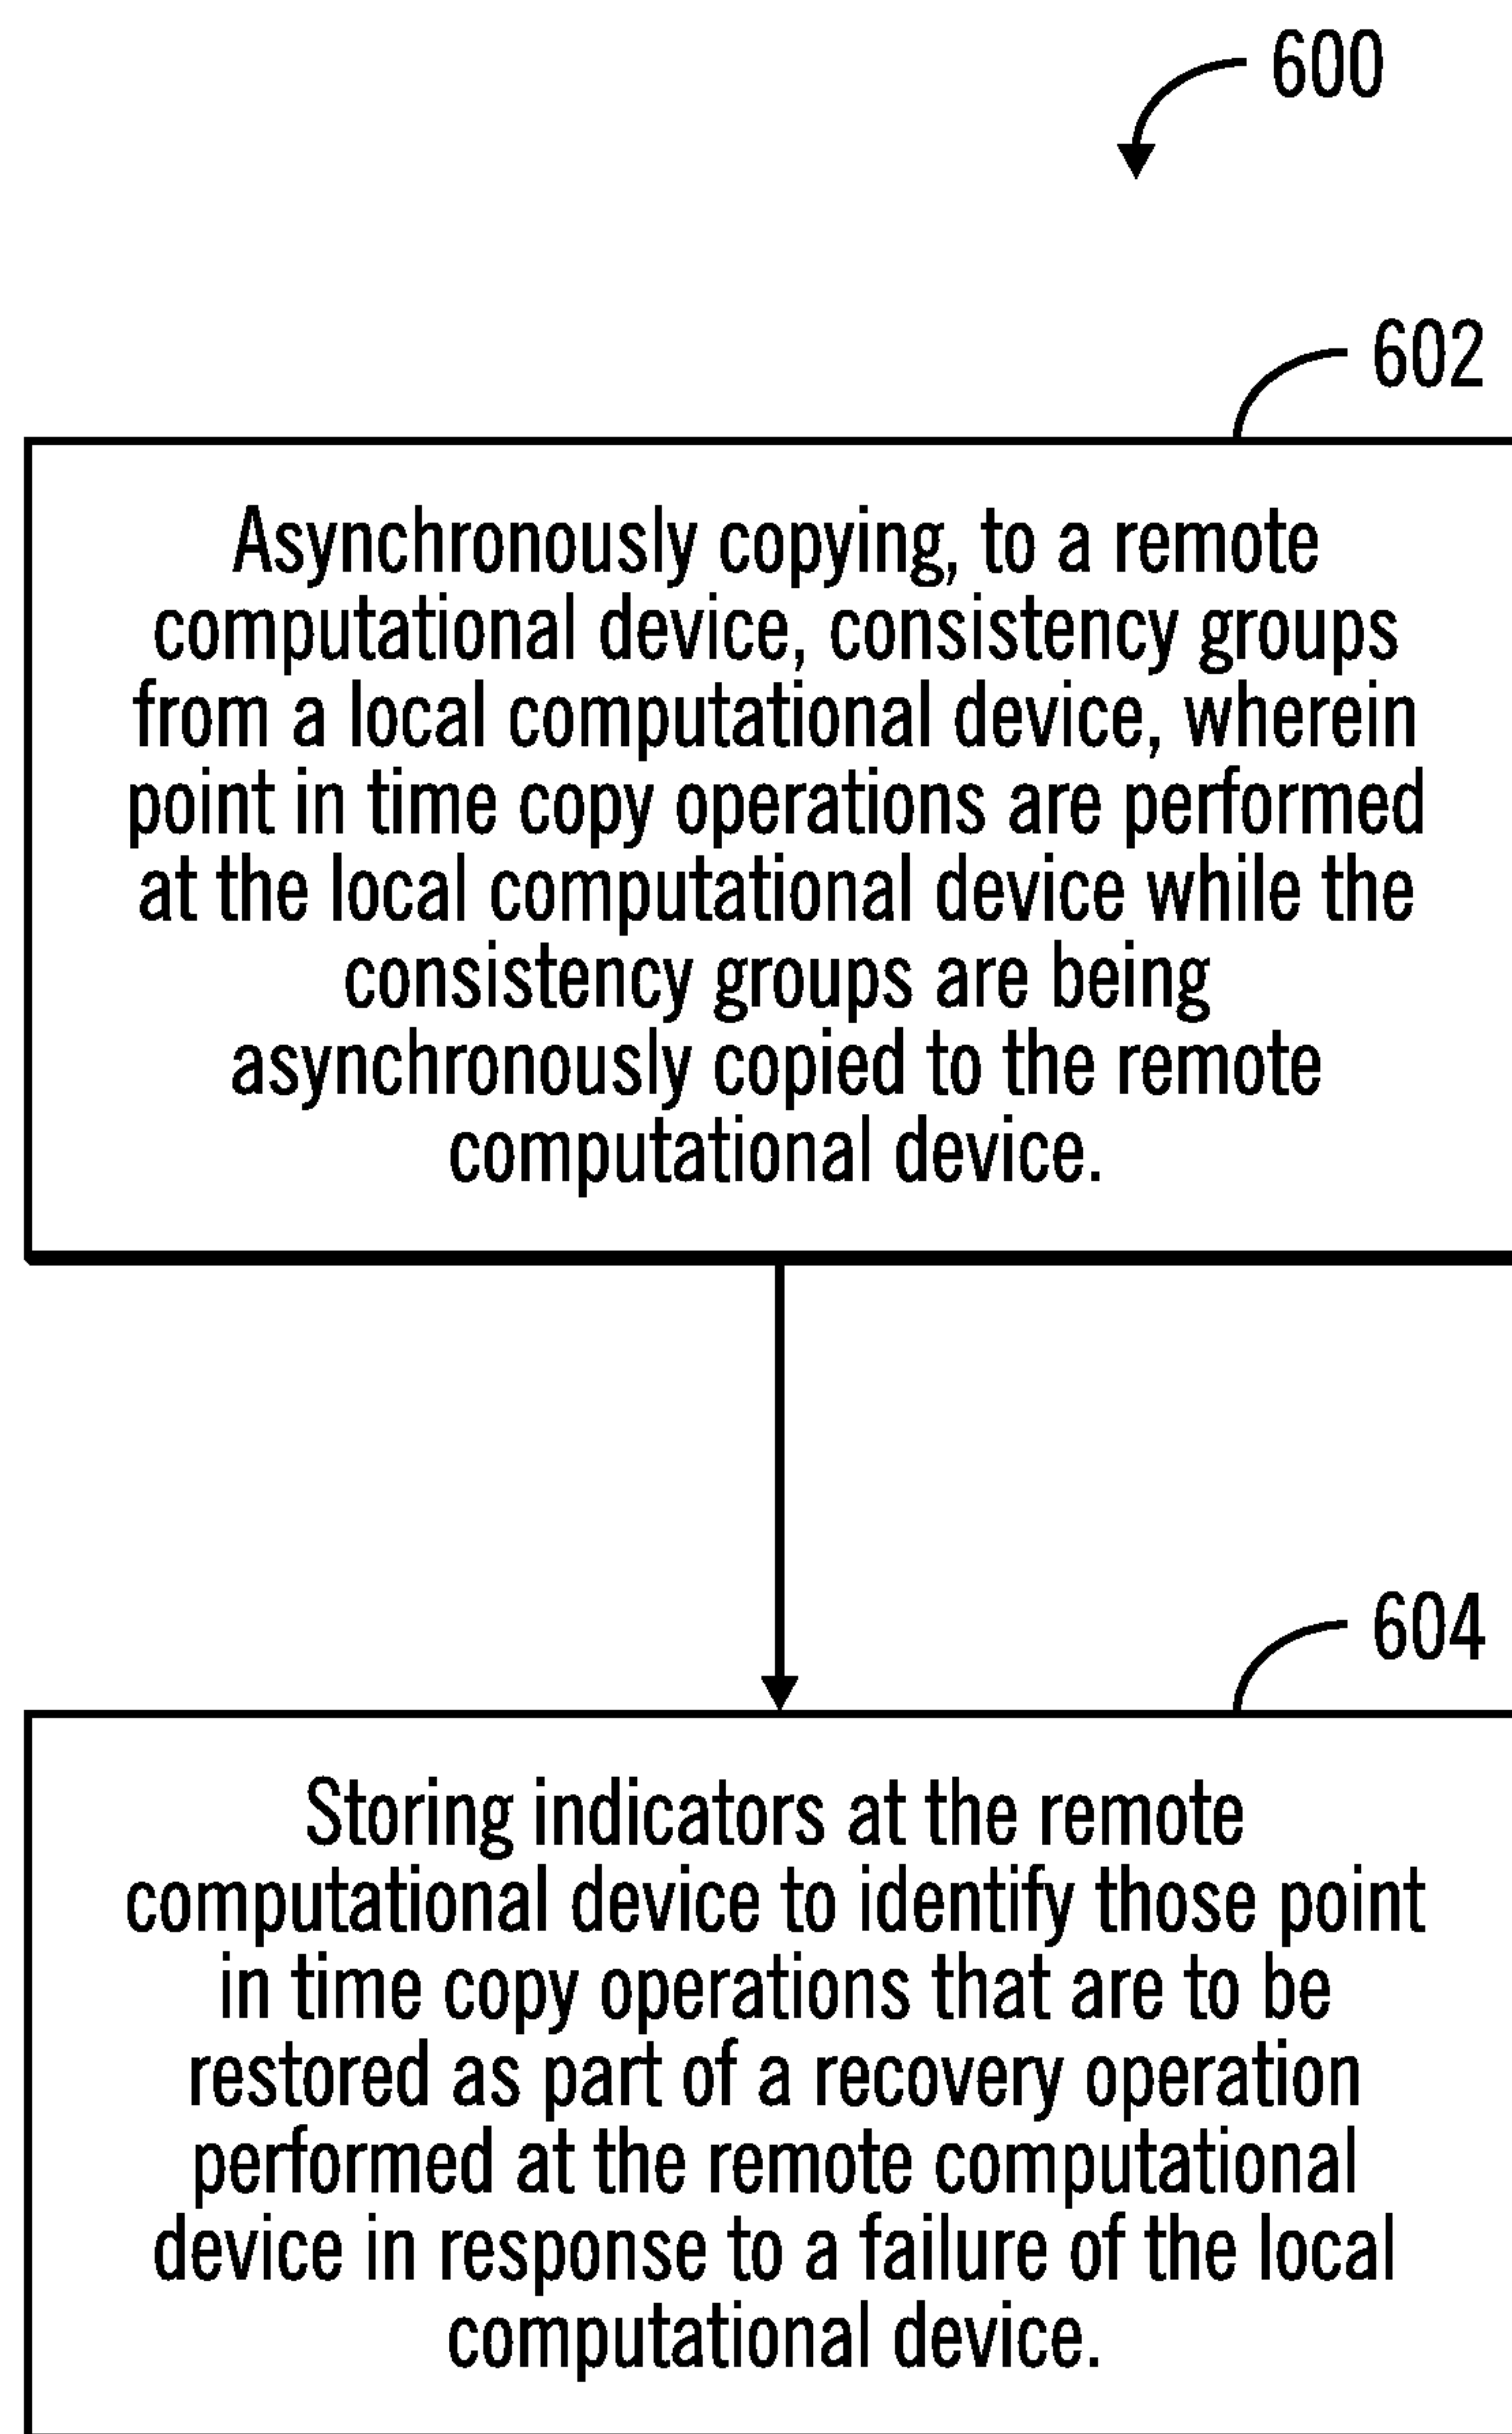 600
602
Asynchronously copying, to a remote
computational device, consistency groups
from a local computational device, wherein
point in time copy operations are performed
at the local computational device while the
consistency groups are being
asynchronously copied to the remote
computational device.
604
Storing indicators at the remote
computational device to identify those point
in time copy operations that are to be
restored as part of a recovery operation
performed at the remote computational
device in response to a failure of the local
computational device.